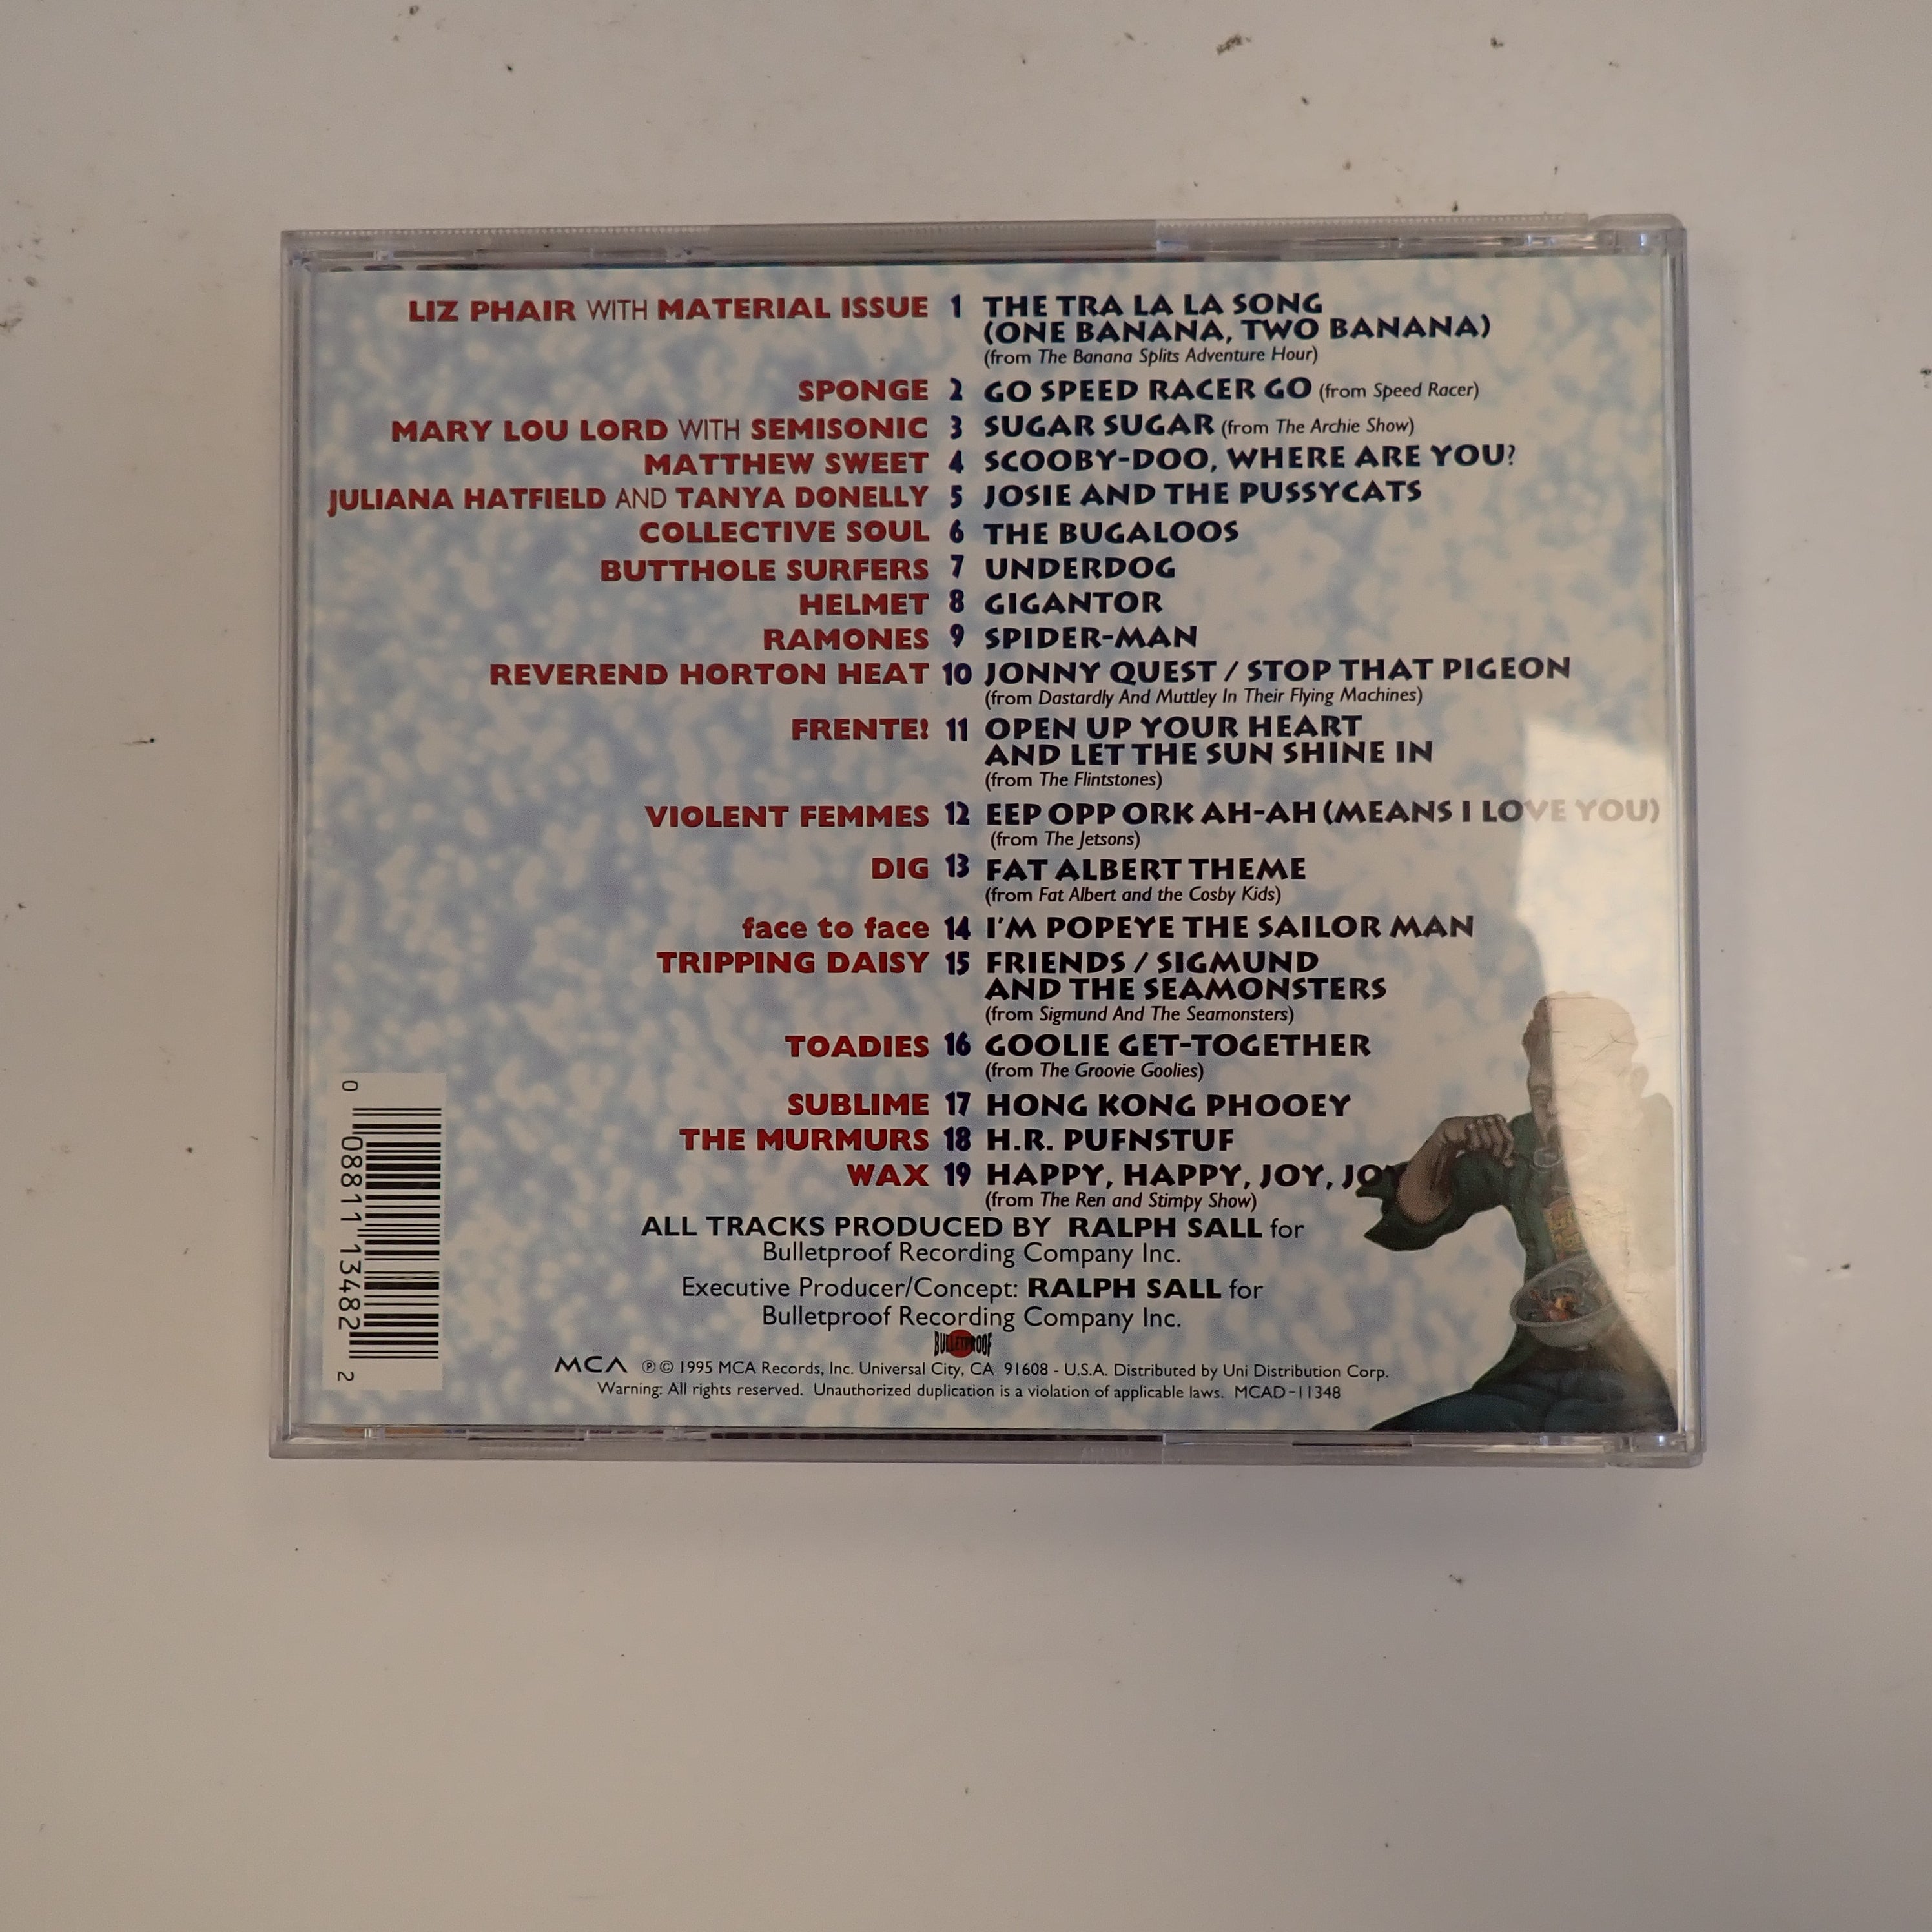 LIZ PHAIR WITH MATERIAL ISSUE 1 THE TRA LA LA SONG
(ONE BANANA, TWO BANANA)
(from The Banana Splits Adventure Hour)
SPONGE 2 GO SPEED RACER GO (from Speed Racer)
MARY LOU LORD WITH SEMISONIC 3 SUGAR SUGAR (from The Archie Show)
MATTHEW SWEET 4 SCOOBY-DOO, WHERE ARE YOU?
JULIANA HATFIELD AND TANYA DONELLY 5 JOSIE AND THE PUSSYCATS
COLLECTIVE SOUL 6 THE BUGALOOS
BUTTHOLE SURFERS 7 UNDERDOG
HELMET 8 GIGANTOR
RAMONES 9 SPIDER-MAN
REVEREND HORTON HEAT 10 JONNY QUEST / STOP THAT PIGEON
(from Dastardly And Muttley In Their Flying Machines)
FRENTE! 11 OPEN UP YOUR HEART
AND LET THE SUN SHINE IN
(from The Flintstones)
VIOLENT FEMMES 12 EEP OPP ORK AH-AH (MEANS I LOVE YOU)
(from The Jetsons)
DIG 13 FAT ALBERT THEME
(from Fat Albert and the Cosby Kids)
face to face 14 I'M POPEYE THE SAILOR MAN
TRIPPING DAISY 15 FRIENDS / SIGMUND
AND THE SEAMONSTERS
(from Sigmund And The Seamonsters)
TOADIES 16 GOOLIE GET-TOGETHER
(from The Groovie Goolies)
SUBLIME 17 HONG KONG PHOOEY
THE MURMURS 18 H.R. PUFNSTUF
WAX 19 HAPPY, HAPPY, JOY, JOY
(from The Ren and Stimpy Show)
ALL TRACKS PRODUCED BY RALPH SALL for
Bulletproof Recording Company Inc.
Executive Producer/Concept: RALPH SALL for
Bulletproof Recording Company Inc.
BULLETPROOF
MCA ℗© 1995 MCA Records, Inc. Universal City, CA 91608 - U.S.A. Distributed by Uni Distribution Corp.
Warning: All rights reserved. Unauthorized duplication is a violation of applicable laws. MCAD-11348
0 08811 13482 2